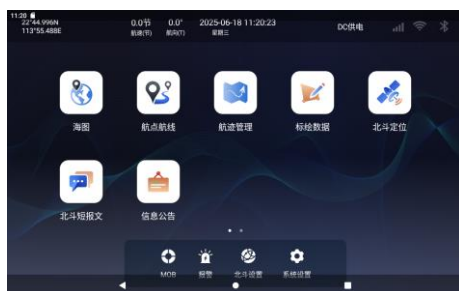 11:20
22°44.996N 0.0节 0.0° 2025-06-18 11:20:23 DC供电
113°55.488E 航速(节) 航向(T) 星期三
海图 航点航线 航迹管理 标绘数据 北斗定位
北斗短报文 信息公告
MOB 报警 北斗设置 系统设置